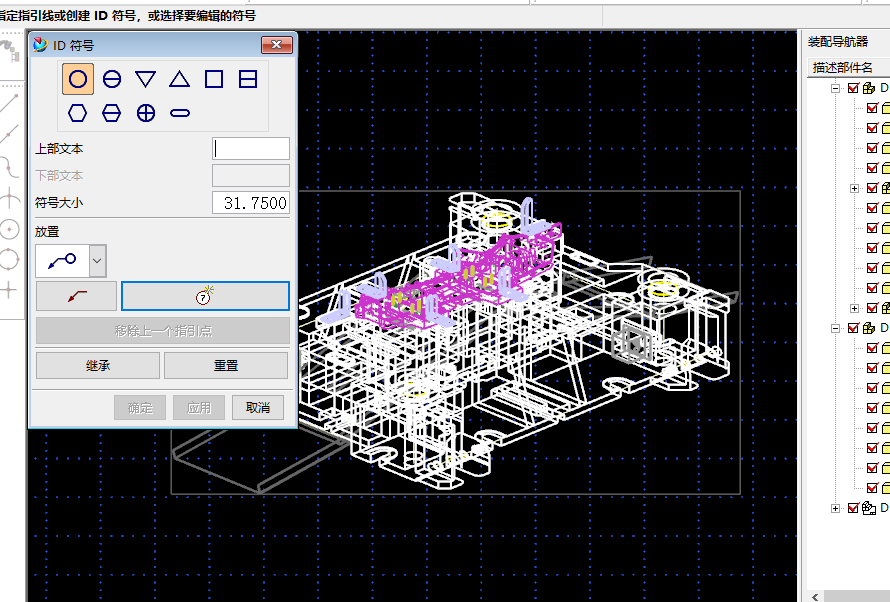 指定指引线或创建 ID 符号，或选择要编辑的符号
ID 符号
上部文本
下部文本
符号大小
31.7500
放置
移除上一个指引点
继承
重置
确定
应用
取消
装配导航器
描述部件名
D
D
D